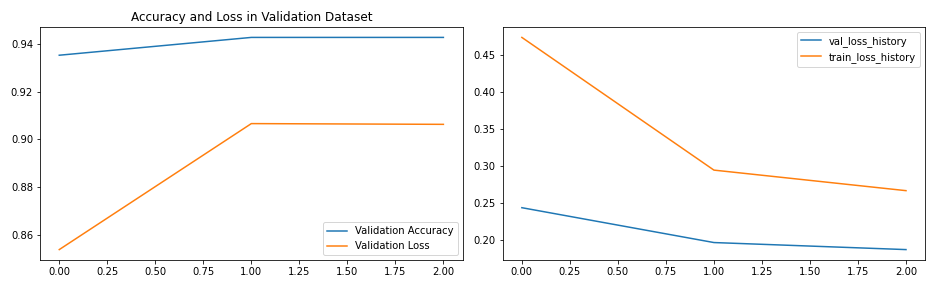 Accuracy and Loss in Validation Dataset
0.94
0.92
0.90
0.88
0.86
0.00 0.25 0.50 0.75 1.00 1.25 1.50 1.75 2.00
Validation Accuracy
Validation Loss
0.45
0.40
0.35
0.30
0.25
0.20
0.00 0.25 0.50 0.75 1.00 1.25 1.50 1.75 2.00
val_loss_history
train_loss_history